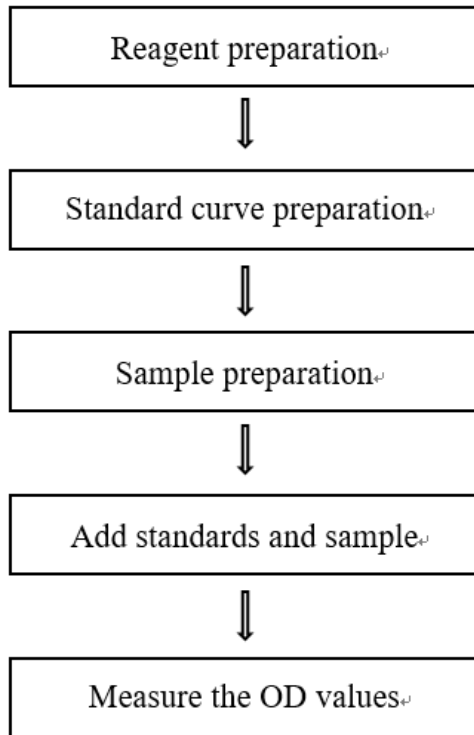 Reagent preparation
Standard curve preparation
Sample preparation
Add standards and sample
Measure the OD values